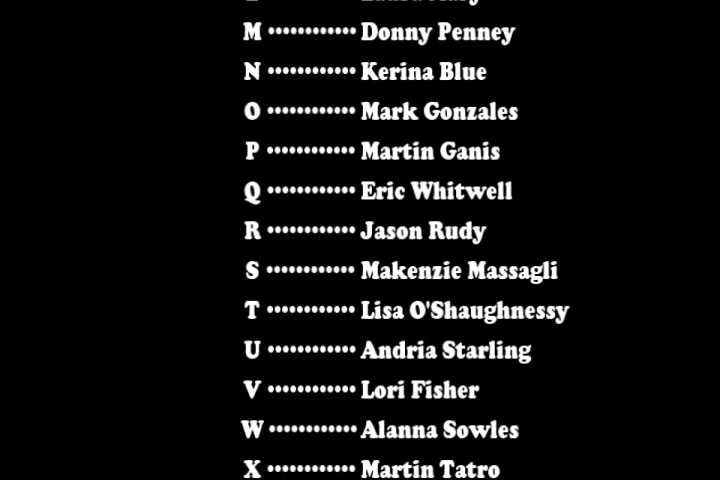 M •••••••••••• Donny Penney
N •••••••••••• Kerina Blue
O •••••••••••• Mark Gonzales
P •••••••••••• Martin Ganis
Q •••••••••••• Eric Whitwell
R •••••••••••• Jason Rudy
S •••••••••••• Makenzie Massagli
T •••••••••••• Lisa O'Shaughnessy
U •••••••••••• Andria Starling
V •••••••••••• Lori Fisher
W •••••••••••• Alanna Sowles
X •••••••••••• Martin Tatro